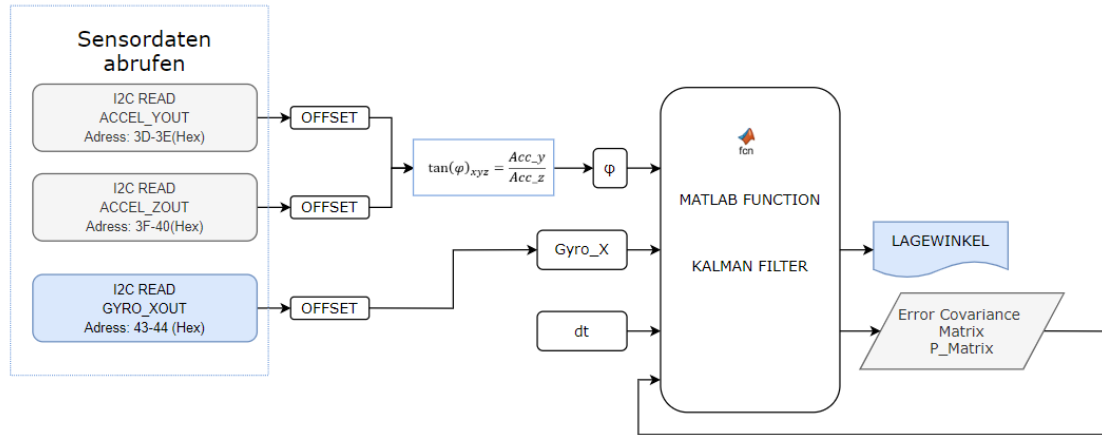 Sensordaten
abrufen
I2C READ
ACCEL_YOUT
Adress: 3D-3E(Hex)
OFFSET
I2C READ
ACCEL_ZOUT
Adress: 3F-40(Hex)
OFFSET
I2C READ
GYRO_XOUT
Adress: 43-44 (Hex)
OFFSET
tan(φ)xyz = Acc_y / Acc_z
φ
Gyro_X
dt
fcn
MATLAB FUNCTION
KALMAN FILTER
LAGEWINKEL
Error Covariance
Matrix
P_Matrix